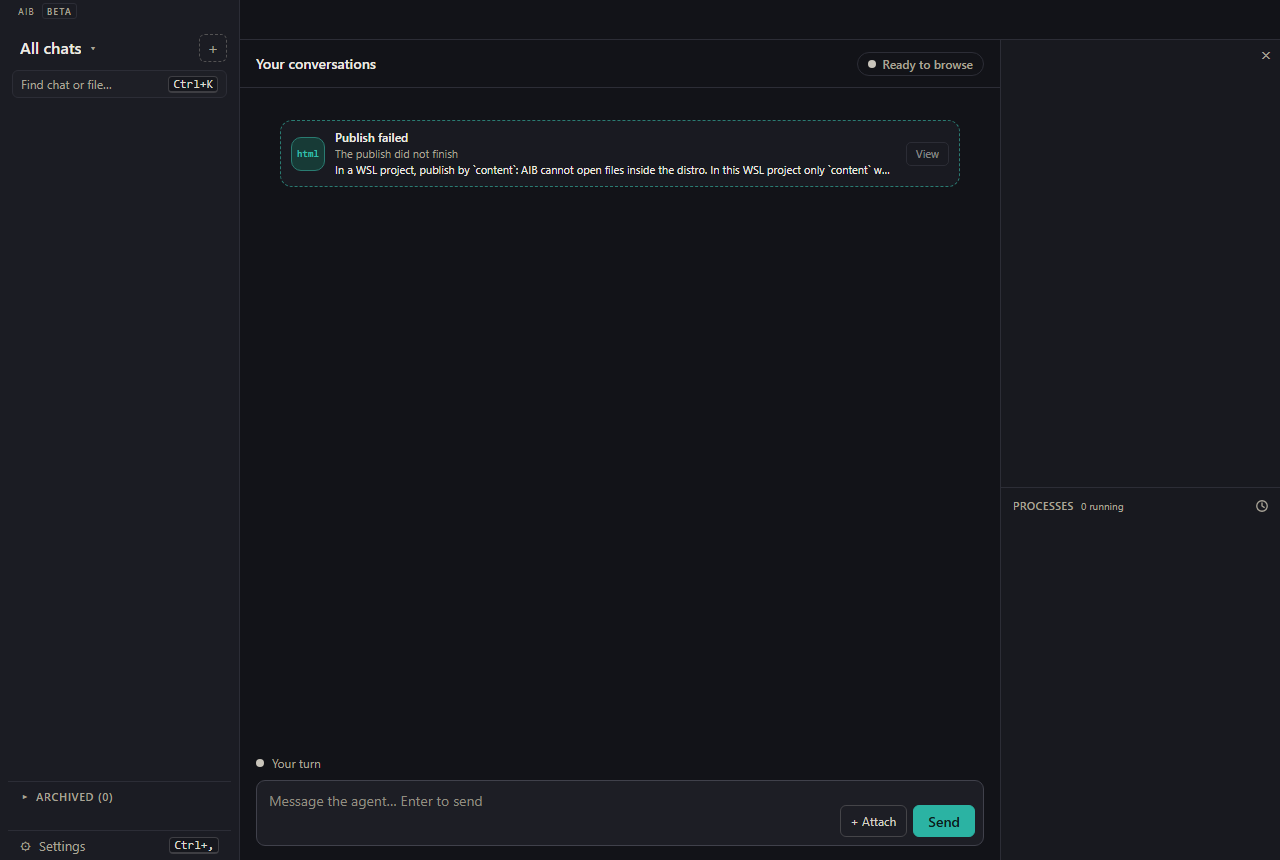 AIB BETA
All chats
+
Find chat or file... Ctrl+K
ARCHIVED (0)
Settings Ctrl+,
Your conversations
Ready to browse
html
Publish failed
The publish did not finish
In a WSL project, publish by `content`: AIB cannot open files inside the distro. In this WSL project only `content` w...
View
Your turn
Message the agent... Enter to send
+ Attach
Send
PROCESSES 0 running